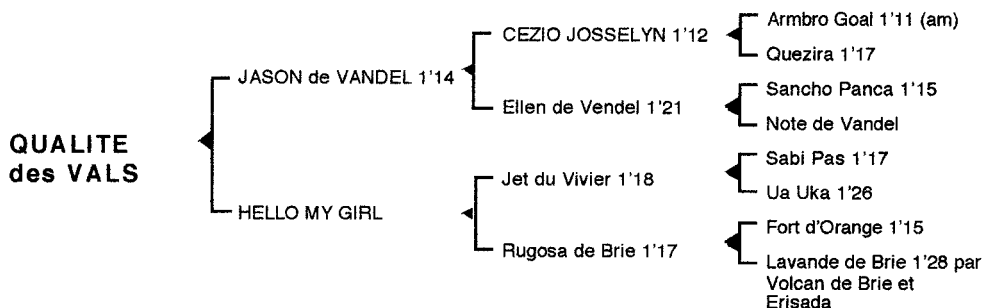 Armbro Goal 1'11 (am)
CEZIO JOSSELYN 1'12
Quezira 1'17
JASON de VANDEL 1'14
Sancho Panca 1'15
Ellen de Vendel 1'21
Note de Vandel
QUALITE
des VALS
Sabi Pas 1'17
Jet du Vivier 1'18
Ua Uka 1'26
HELLO MY GIRL
Fort d'Orange 1'15
Rugosa de Brie 1'17
Lavande de Brie 1'28 par
Volcan de Brie et
Erisada